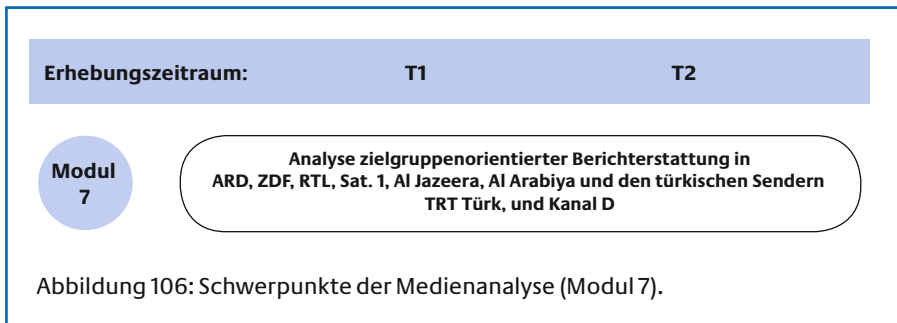 Erhebungszeitraum: T1 T2
Modul
7
Analyse zielgruppenorientierter Berichterstattung in
ARD, ZDF, RTL, Sat. 1, Al Jazeera, Al Arabiya und den türkischen Sendern
TRT Türk, und Kanal D
Abbildung 106: Schwerpunkte der Medienanalyse (Modul 7).